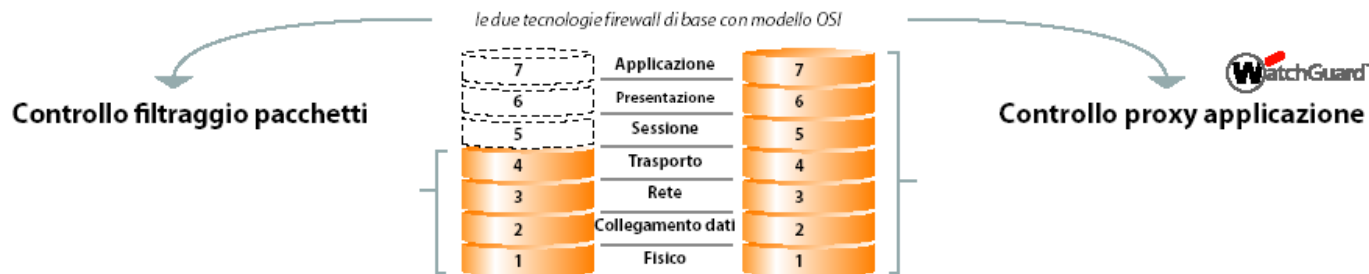 le due tecnologie firewall di base con modello OSI
Controllo filtraggio pacchetti
WatchGuard
Controllo proxy applicazione
7 Applicazione 7
6 Presentazione 6
5 Sessione 5
4 Trasporto 4
3 Rete 3
2 Collegamento dati 2
1 Fisico 1